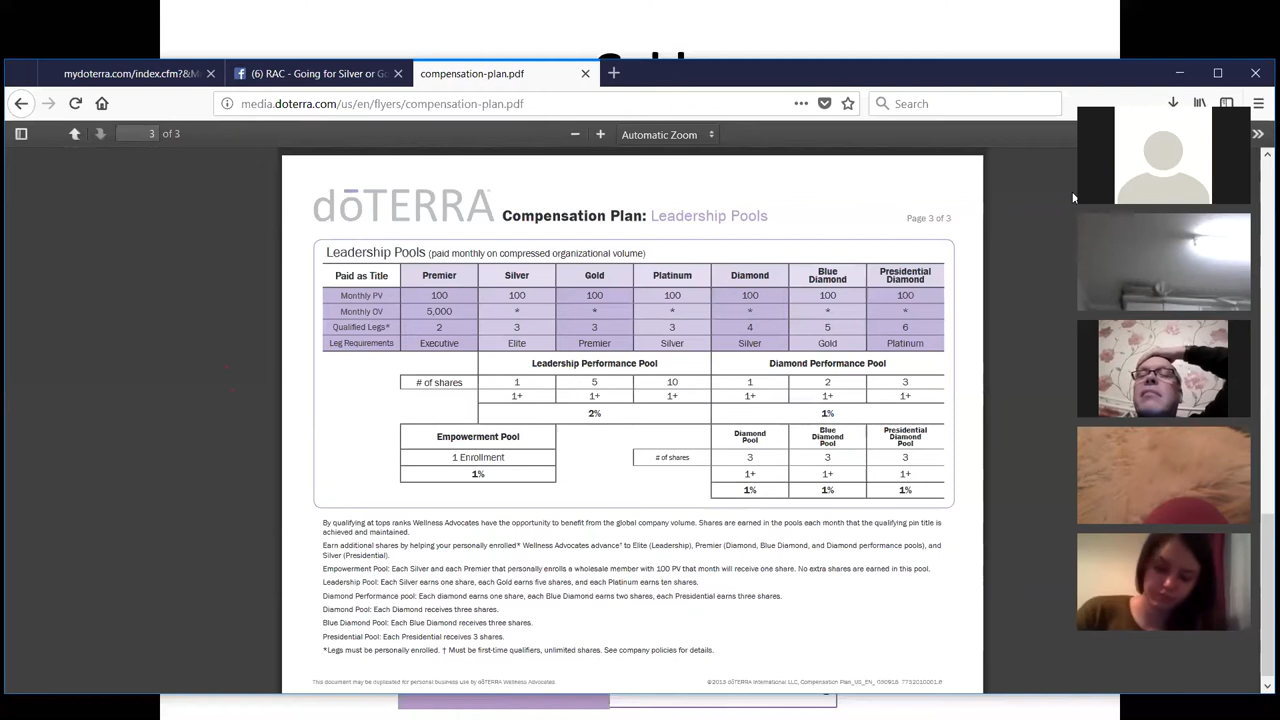 mydoterra.com/index.cfm?&M
(6) RAC - Going for Silver or Go
compensation-plan.pdf
media.doterra.com/us/en/flyers/compensation-plan.pdf
Search
3 of 3
Automatic Zoom
dōTERRA Compensation Plan: Leadership Pools Page 3 of 3
Leadership Pools (paid monthly on compressed organizational volume)
Paid as Title Premier Silver Gold Platinum Diamond Blue Diamond Presidential Diamond
Monthly PV 100 100 100 100 100 100 100
Monthly OV 5,000 * * * * * *
Qualified Legs* 2 3 3 3 4 5 6
Leg Requirements Executive Elite Premier Silver Silver Gold Platinum
Leadership Performance Pool Diamond Performance Pool
# of shares 1 5 10 1 2 3
1+ 1+ 1+ 1+ 1+ 1+
2% 1%
Empowerment Pool Diamond Pool Blue Diamond Pool Presidential Diamond Pool
1 Enrollment # of shares 3 3 3
1% 1+ 1+ 1+
1% 1% 1%
By qualifying at tops ranks Wellness Advocates have the opportunity to benefit from the global company volume. Shares are earned in the pools each month that the qualifying pin title is
achieved and maintained.
Earn additional shares by helping your personally enrolled* Wellness Advocates advance† to Elite (Leadership), Premier (Diamond, Blue Diamond, and Diamond performance pools), and
Silver (Presidential).
Empowerment Pool: Each Silver and each Premier that personally enrolls a wholesale member with 100 PV that month will receive one share. No extra shares are earned in this pool.
Leadership Pool: Each Silver earns one share, each Gold earns five shares, and each Platinum earns ten shares.
Diamond Performance pool: Each diamond earns one share, each Blue Diamond earns two shares, each Presidential earns three shares.
Diamond Pool: Each Diamond receives three shares.
Blue Diamond Pool: Each Blue Diamond received three shares.
Presidential Pool: Each Presidential receives 3 shares.
*Legs must be personally enrolled. † Must be first-time qualifiers, unlimited shares. See company policies for details.
This document may be duplicated for personal business use by dōTERRA Wellness Advocates